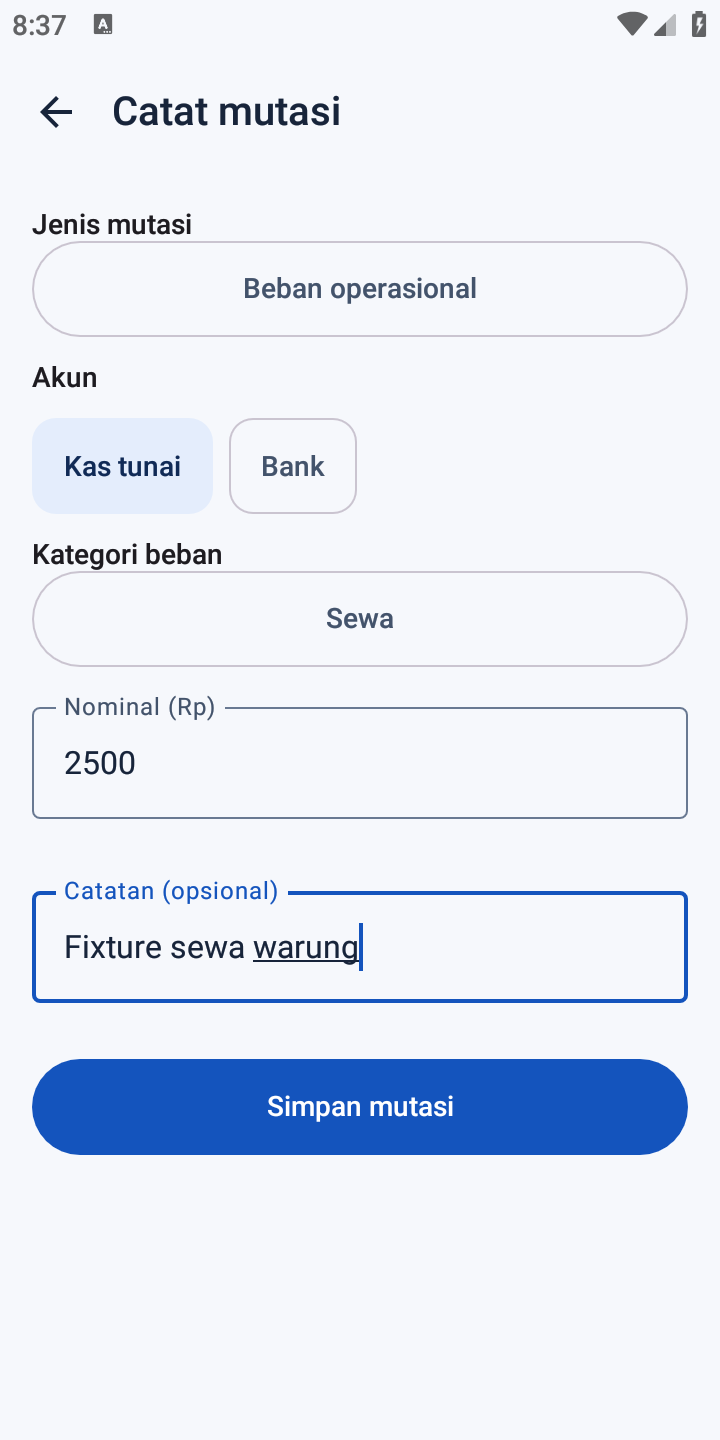 8:37
Catat mutasi
Jenis mutasi
Beban operasional
Akun
Kas tunai
Bank
Kategori beban
Sewa
Nominal (Rp)
2500
Catatan (opsional)
Fixture sewa warung
Simpan mutasi